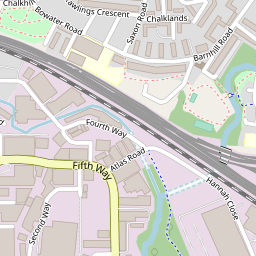 Chalkhill
Rawlings Crescent
Bowater Road
Saxon Road
Chalklands
Barnhill Road
Fourth Way
Atlas Road
Fifth Way
Hannah Close
Second Way